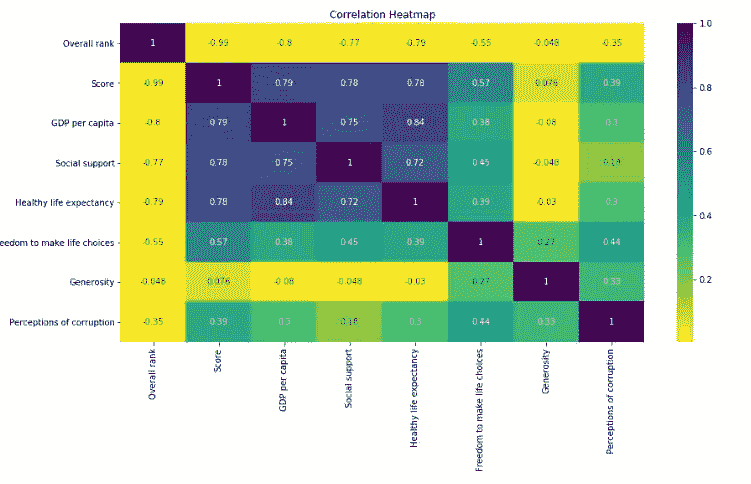 Correlation Heatmap
Overall rank 1 -0.99 -0.8 -0.77 -0.79 -0.55 -0.048 -0.35
Score -0.99 1 0.79 0.78 0.78 0.57 0.076 0.39
GDP per capita -0.8 0.79 1 0.75 0.84 0.38 -0.08 0.3
Social support -0.77 0.78 0.75 1 0.72 0.45 -0.048 0.18
Healthy life expectancy -0.79 0.78 0.84 0.72 1 0.39 -0.03 0.3
eedom to make life choices -0.55 0.57 0.38 0.45 0.39 1 0.27 0.44
Generosity -0.048 0.076 -0.08 -0.048 -0.03 0.27 1 0.33
Perceptions of corruption -0.35 0.39 0.3 0.18 0.3 0.44 0.33 1
Overall rank
Score
GDP per capita
Social support
Healthy life expectancy
Freedom to make life choices
Generosity
Perceptions of corruption
1.0
0.8
0.6
0.4
0.2